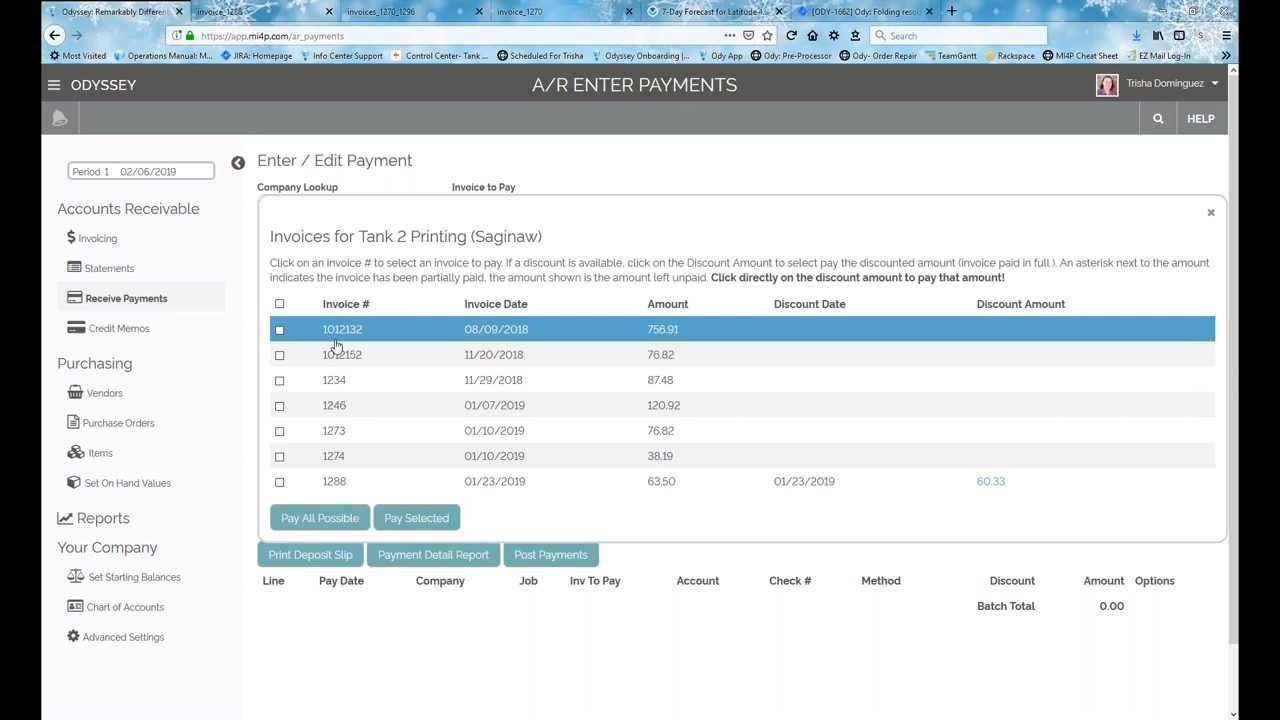 Odyssey: Remarkably Different
invoice_1288
invoices_1270_1296
invoice_1270
7-Day Forecast for Latitude 4
[ODY-1662] Ody: Folding reso
https://app.mi4p.com/ar_payments
Search
Most Visited
Operations Manual: M...
JIRA: Homepage
Info Center Support
Control Center- Tank ...
Scheduled For Trisha
Odyssey Onboarding |...
Ody App
Ody: Pre-Processor
Ody- Order Repair
TeamGantt
Rackspace
MI4P Cheat Sheet
EZ Mail Log-In
ODYSSEY
A/R ENTER PAYMENTS
Trisha Dominguez
HELP
Period: 1 02/06/2019
Accounts Receivable
Invoicing
Statements
Receive Payments
Credit Memos
Purchasing
Vendors
Purchase Orders
Items
Set On Hand Values
Reports
Your Company
Set Starting Balances
Chart of Accounts
Advanced Settings
Enter / Edit Payment
Company Lookup Invoice to Pay
Invoices for Tank 2 Printing (Saginaw)
Click on an invoice # to select an invoice to pay. If a discount is available, click on the Discount Amount to select pay the discounted amount (invoice paid in full ). An asterisk next to the amount
indicates the invoice has been partially paid, the amount shown is the amount left unpaid. Click directly on the discount amount to pay that amount!
Invoice # Invoice Date Amount Discount Date Discount Amount
1012132 08/09/2018 756.91
1012152 11/20/2018 76.82
1234 11/29/2018 87.48
1246 01/07/2019 120.92
1273 01/10/2019 76.82
1274 01/10/2019 38.19
1288 01/23/2019 63.50 01/23/2019 60.33
Pay All Possible Pay Selected
Print Deposit Slip Payment Detail Report Post Payments
Line Pay Date Company Job Inv To Pay Account Check # Method Discount Amount Options
Batch Total 0.00